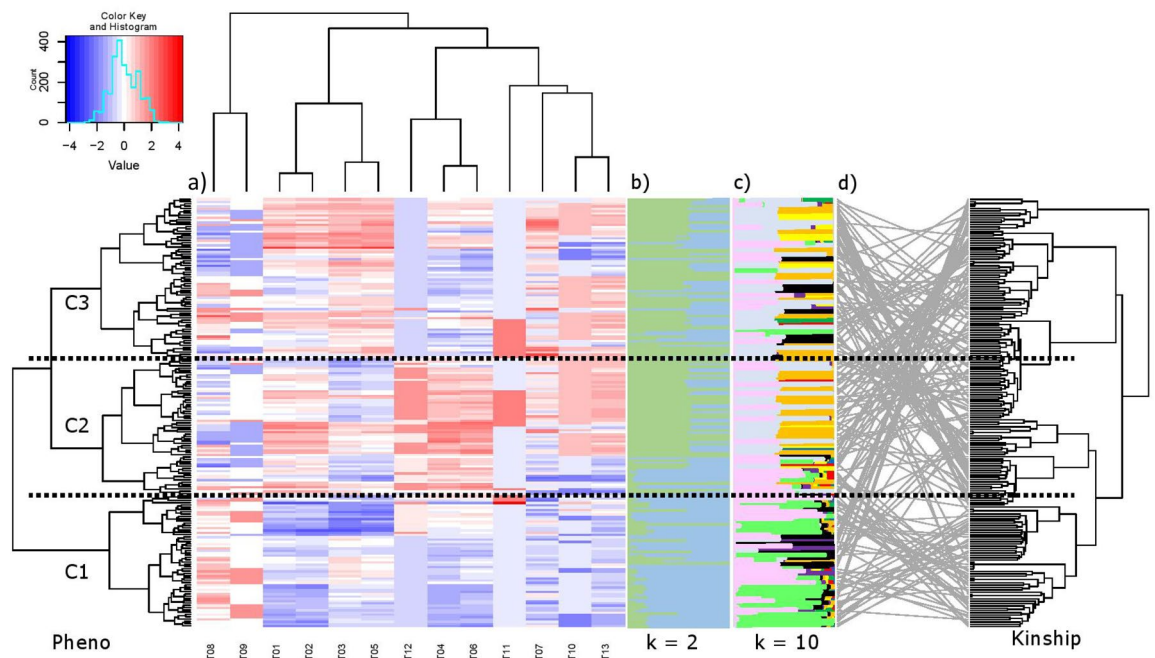 Color Key
and Histogram
Count
0 200 400
−4 −2 0 2 4
Value
a) b) c) d)
C3
C2
C1
Pheno
T08 T09 T01 T02 T03 T05 T12 T04 T06 T11 T07 T10 T13
k = 2
k = 10
Kinship